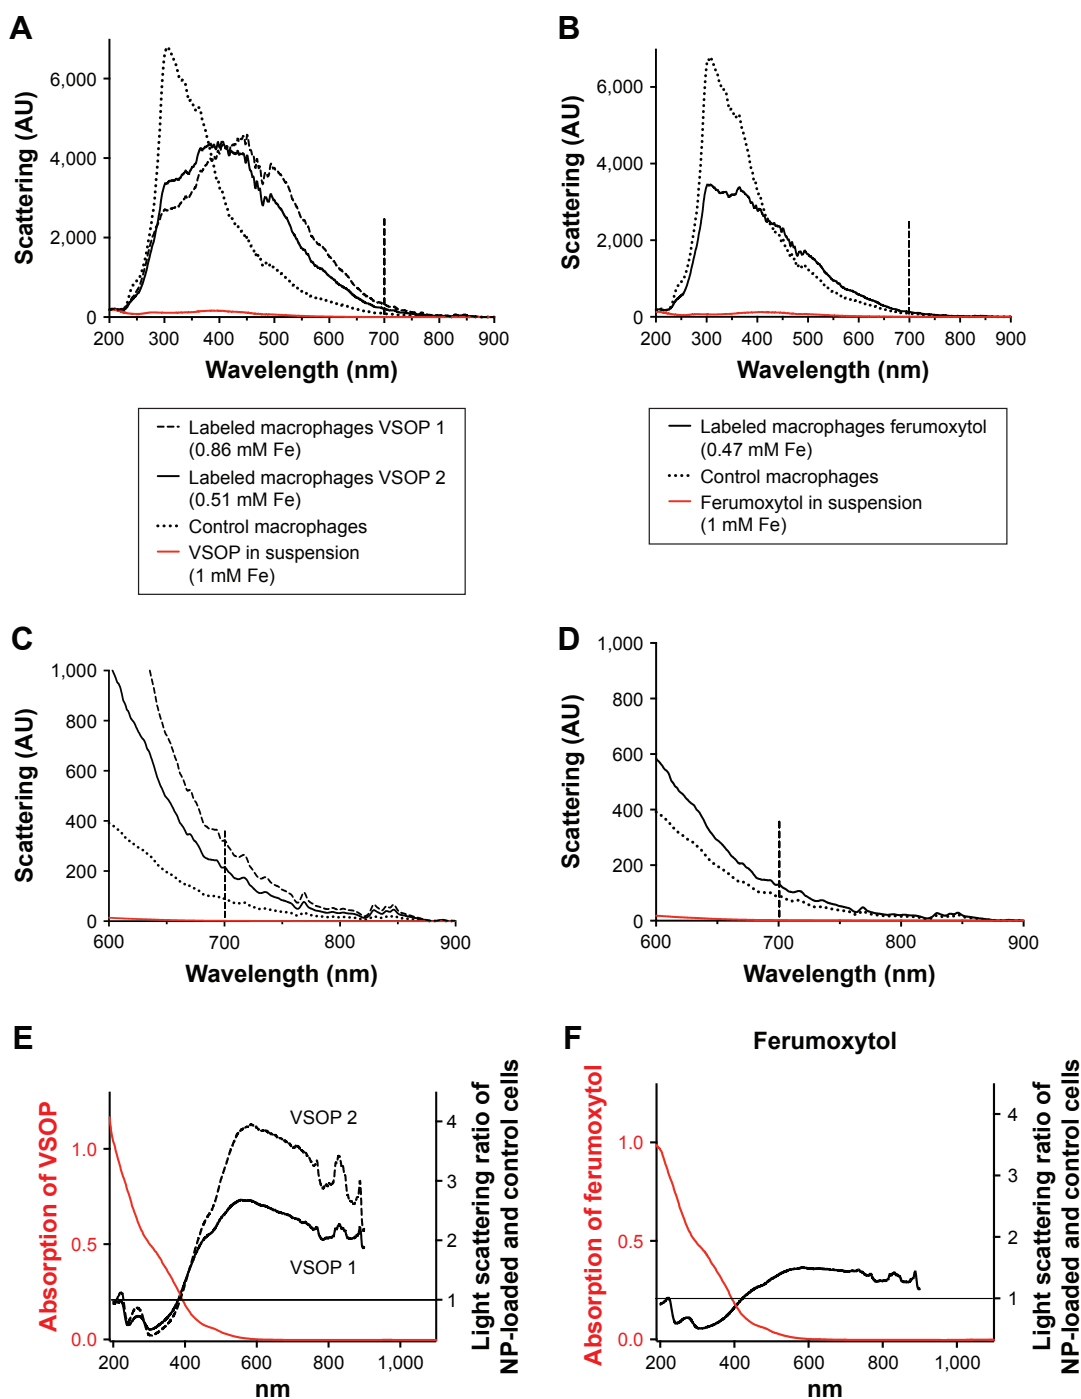 A
Scattering (AU)
6,000
4,000
2,000
0
200 300 400 500 600 700 800 900
Wavelength (nm)
Labeled macrophages VSOP 1
(0.86 mM Fe)
Labeled macrophages VSOP 2
(0.51 mM Fe)
Control macrophages
VSOP in suspension
(1 mM Fe)
B
Scattering (AU)
6,000
4,000
2,000
0
200 300 400 500 600 700 800 900
Wavelength (nm)
Labeled macrophages ferumoxytol
(0.47 mM Fe)
Control macrophages
Ferumoxytol in suspension
(1 mM Fe)
C
Scattering (AU)
1,000
800
600
400
200
0
600 700 800 900
Wavelength (nm)
D
Scattering (AU)
1,000
800
600
400
200
0
600 700 800 900
Wavelength (nm)
E
Absorption of VSOP
1.0
0.5
0.0
VSOP 2
VSOP 1
4
3
2
1
Light scattering ratio of
NP-loaded and control cells
200 400 600 800 1,000
nm
F
Ferumoxytol
Absorption of ferumoxytol
1.0
0.5
0.0
4
3
2
1
Light scattering ratio of
NP-loaded and control cells
200 400 600 800 1,000
nm